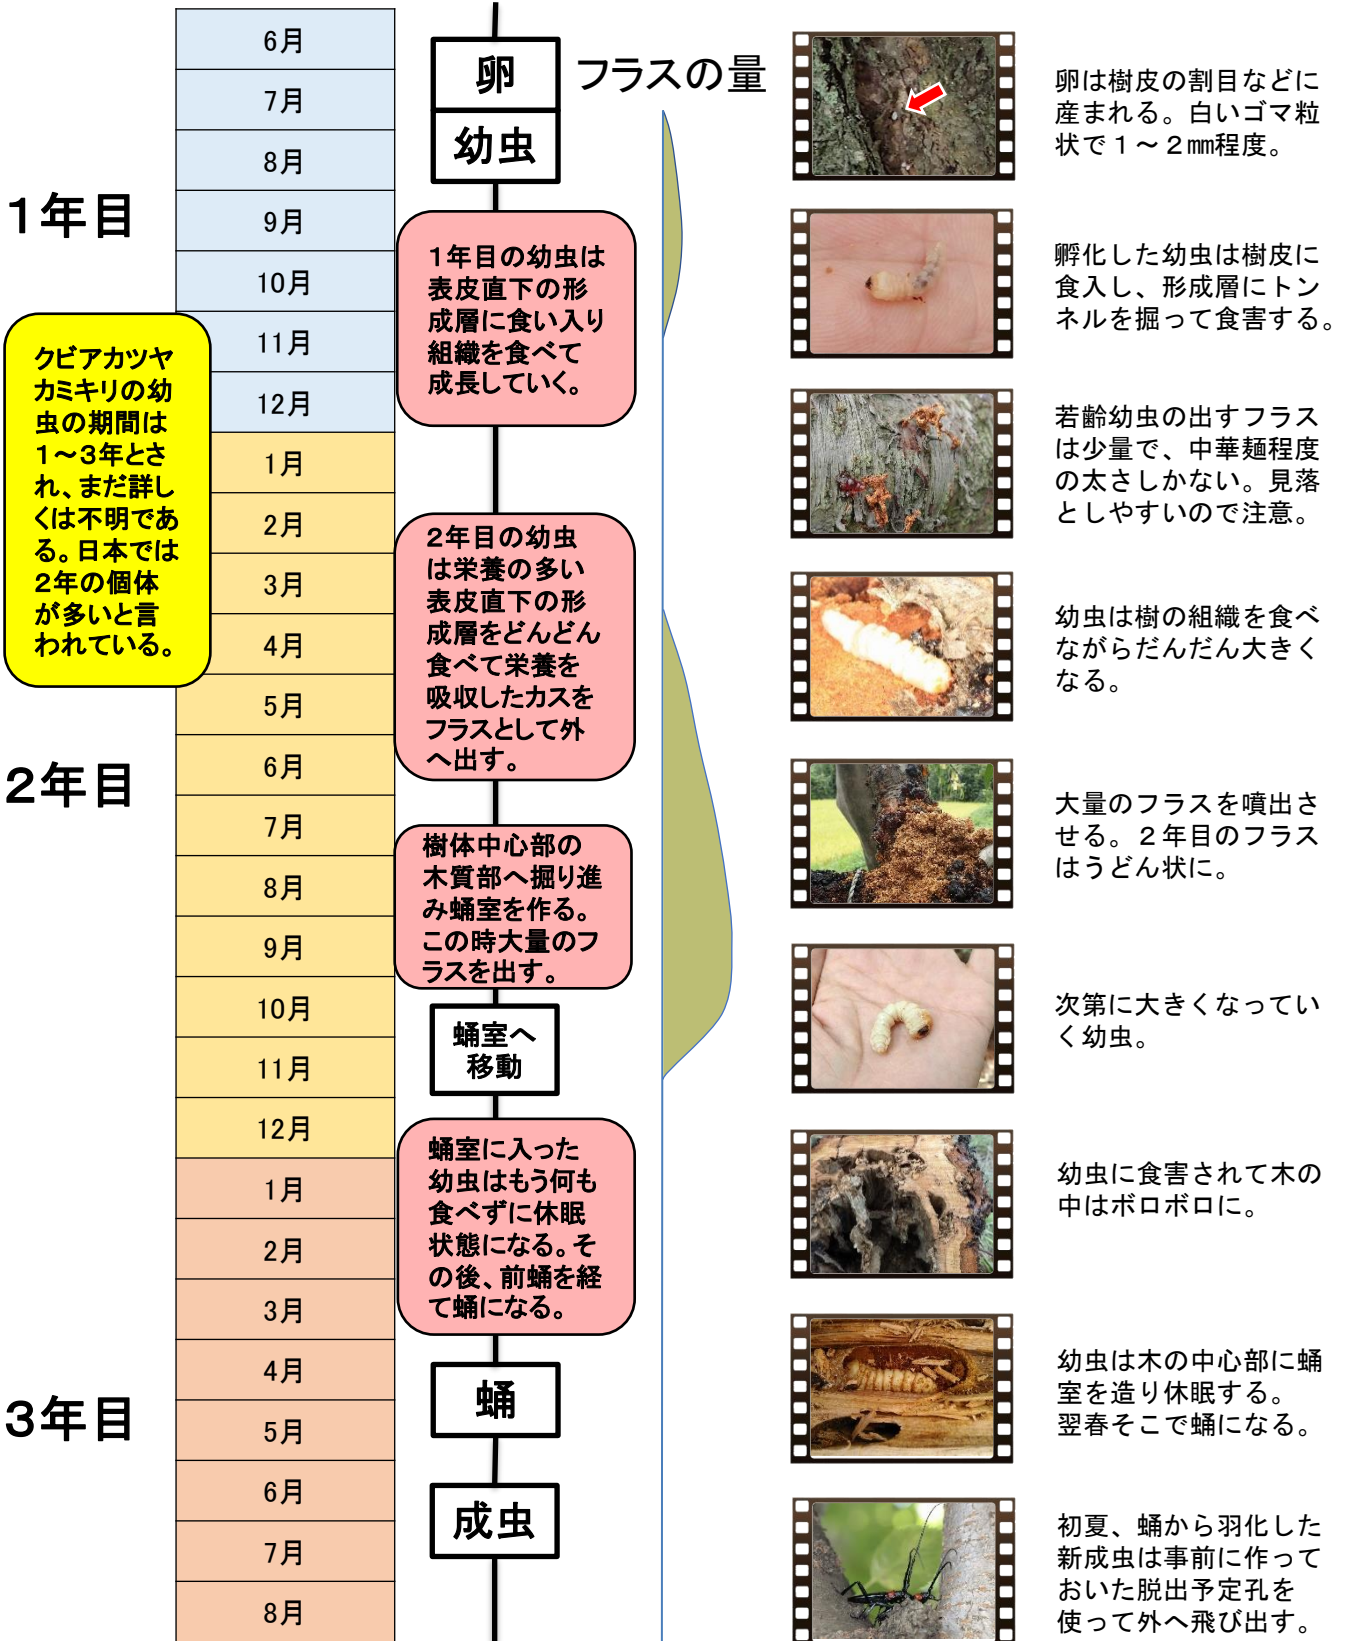 1年目
6月
7月
8月
9月
10月
11月
12月
2年目
1月
2月
3月
4月
5月
6月
7月
8月
9月
10月
11月
12月
3年目
1月
2月
3月
4月
5月
6月
7月
8月
クビアカツヤ
カミキリの幼
虫の期間は
1～3年とさ
れ、まだ詳し
くは不明であ
る。日本では
2年の個体
が多いと言
われている。
卵
幼虫
1年目の幼虫は
表皮直下の形
成層に食い入り
組織を食べて
成長していく。
2年目の幼虫
は栄養の多い
表皮直下の形
成層をどんどん
食べて栄養を
吸収したカスを
フラスとして外
へ出す。
樹体中心部の
木質部へ掘り進
み蛹室を作る。
この時大量のフ
ラスを出す。
蛹室へ
移動
蛹室に入った
幼虫はもう何も
食べずに休眠
状態になる。そ
の後、前蛹を経
て蛹になる。
蛹
成虫
フラスの量
卵は樹皮の割目などに
産まれる。白いゴマ粒
状で１～２㎜程度。
孵化した幼虫は樹皮に
食入し、形成層にトン
ネルを掘って食害する。
若齢幼虫の出すフラス
は少量で、中華麺程度
の太さしかない。見落
としやすいので注意。
幼虫は樹の組織を食べ
ながらだんだん大きく
なる。
大量のフラスを噴出さ
せる。２年目のフラス
はうどん状に。
次第に大きくなってい
く幼虫。
幼虫に食害されて木の
中はボロボロに。
幼虫は木の中心部に蛹
室を造り休眠する。
翌春そこで蛹になる。
初夏、蛹から羽化した
新成虫は事前に作って
おいた脱出予定孔を
使って外へ飛び出す。